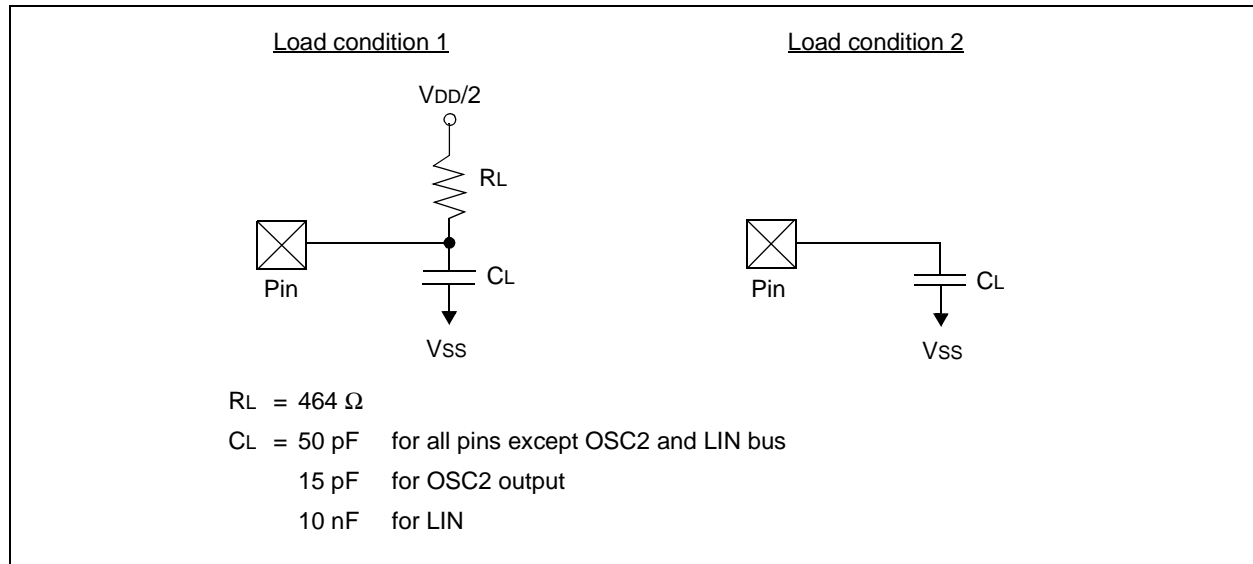 Load condition 1
Load condition 2
VDD/2
RL
Pin
CL
VSS
Pin
CL
VSS
RL = 464 Ω
CL = 50 pF for all pins except OSC2 and LIN bus
15 pF for OSC2 output
10 nF for LIN